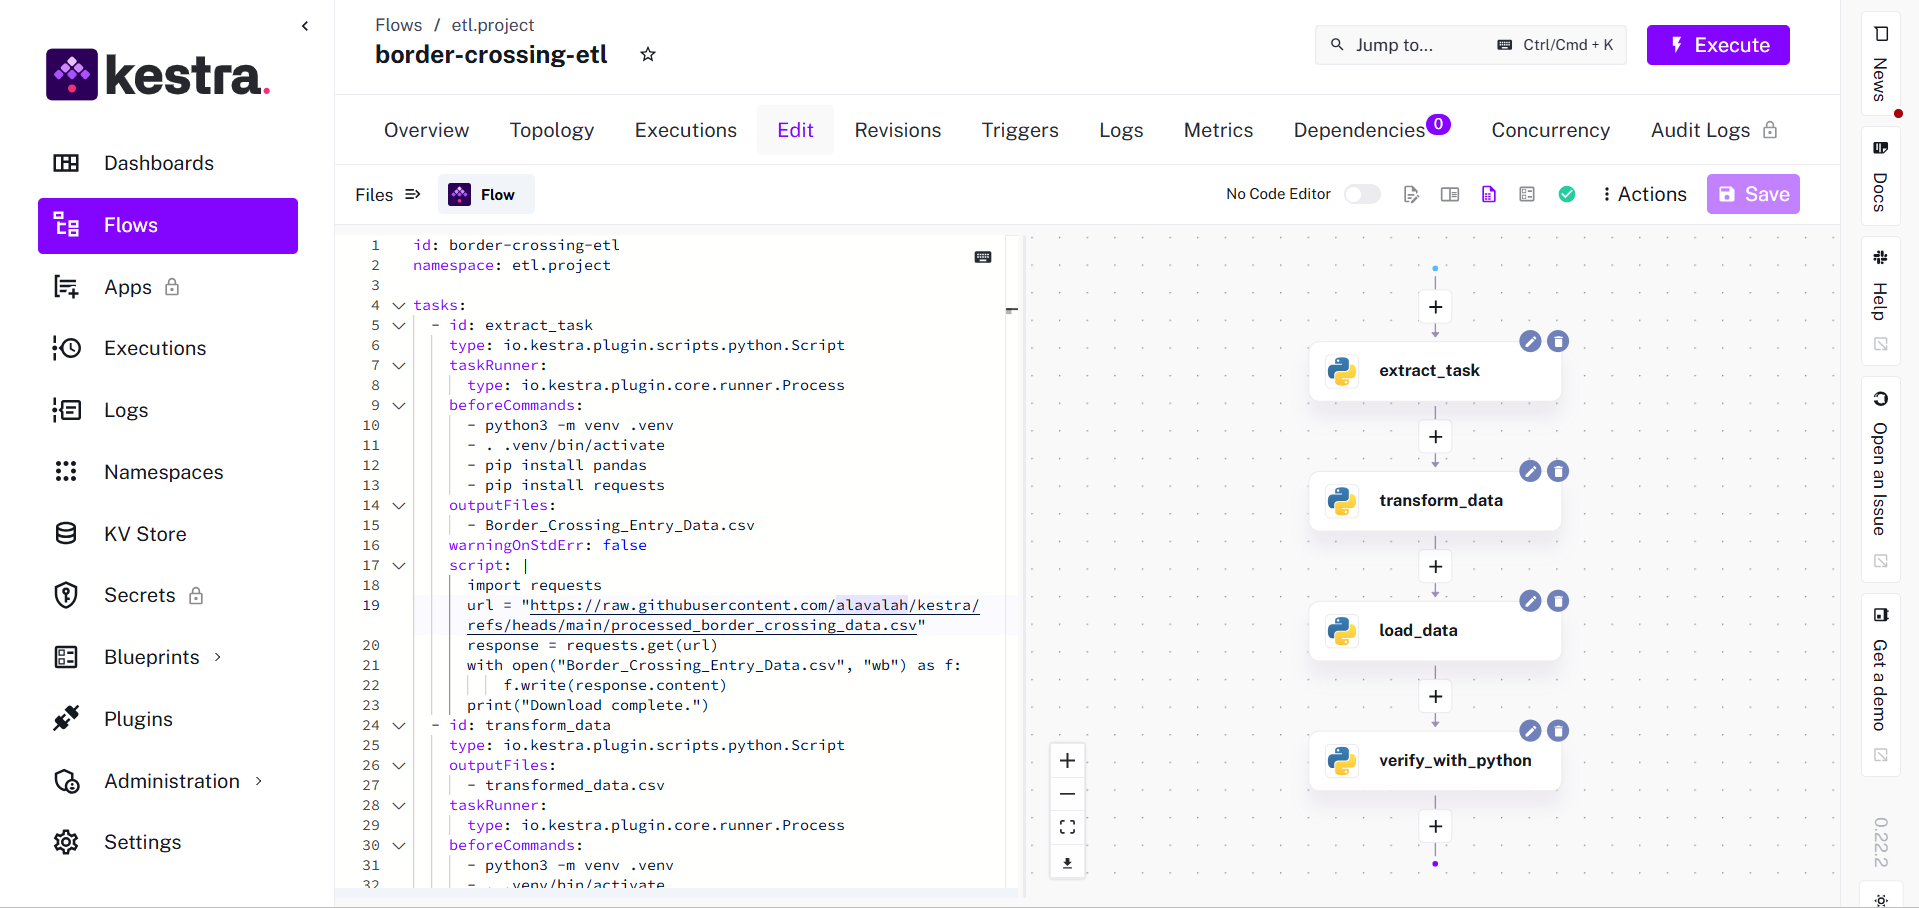 kestra.
Dashboards
Flows
Apps
Executions
Logs
Namespaces
KV Store
Secrets
Blueprints
Plugins
Administration
Settings
Flows / etl.project
border-crossing-etl
Jump to...
Ctrl/Cmd + K
Execute
Overview
Topology
Executions
Edit
Revisions
Triggers
Logs
Metrics
Dependencies 0
Concurrency
Audit Logs
Files
Flow
No Code Editor
Actions
Save
1 id: border-crossing-etl
2 namespace: etl.project
3
4 tasks:
5 - id: extract_task
6 type: io.kestra.plugin.scripts.python.Script
7 taskRunner:
8 type: io.kestra.plugin.core.runner.Process
9 beforeCommands:
10 - python3 -m venv .venv
11 - . .venv/bin/activate
12 - pip install pandas
13 - pip install requests
14 outputFiles:
15 - Border_Crossing_Entry_Data.csv
16 warningOnStdErr: false
17 script: |
18 import requests
19 url = "https://raw.githubusercontent.com/alavalah/kestra/
refs/heads/main/processed_border_crossing_data.csv"
20 response = requests.get(url)
21 with open("Border_Crossing_Entry_Data.csv", "wb") as f:
22 f.write(response.content)
23 print("Download complete.")
24 - id: transform_data
25 type: io.kestra.plugin.scripts.python.Script
26 outputFiles:
27 - transformed_data.csv
28 taskRunner:
29 type: io.kestra.plugin.core.runner.Process
30 beforeCommands:
31 - python3 -m venv .venv
32 - . .venv/bin/activate
extract_task
transform_data
load_data
verify_with_python
News
Docs
Help
Open an Issue
Get a demo
0.22.2